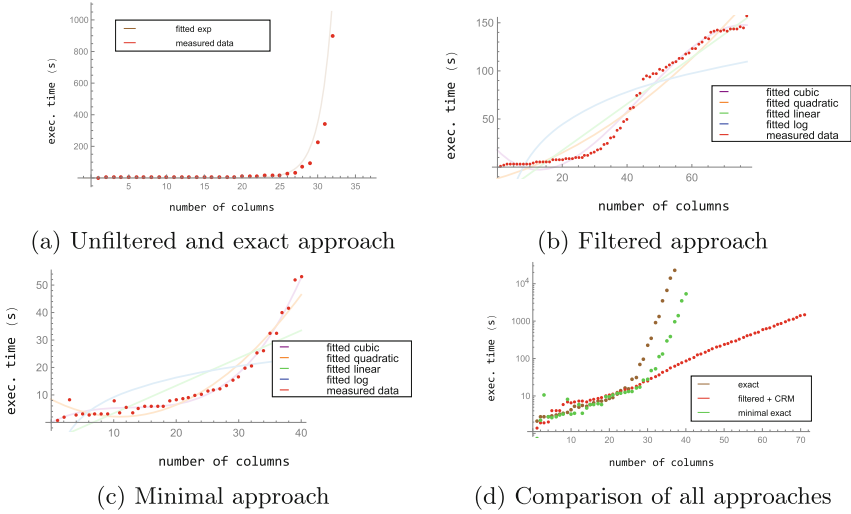 1000
800
600
400
200
exec. time (s)
fitted exp
measured data
5 10 15 20 25 30 35
number of columns
(a) Unfiltered and exact approach
150
100
50
exec. time (s)
fitted cubic
fitted quadratic
fitted linear
fitted log
measured data
20 40 60
number of columns
(b) Filtered approach
50
40
30
20
10
exec. time (s)
fitted cubic
fitted quadratic
fitted linear
fitted log
measured data
10 20 30 40
number of columns
(c) Minimal approach
10^4
1000
100
10
1
exec. time (s)
exact
filtered + CRM
minimal exact
10 20 30 40 50 60 70
number of columns
(d) Comparison of all approaches